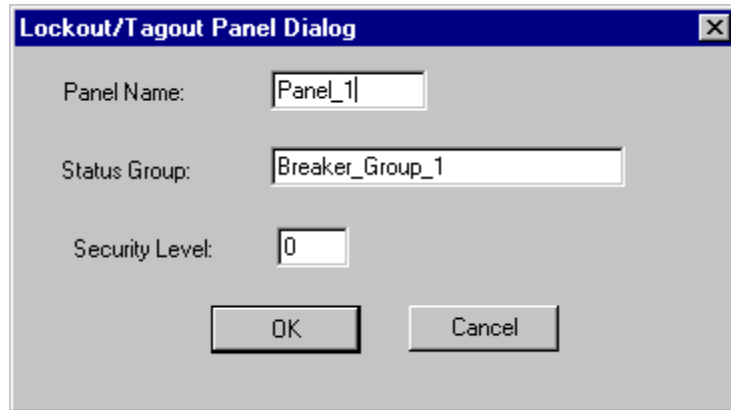 Lockout/Tagout Panel Dialog
Panel Name: Panel_1
Status Group: Breaker_Group_1
Security Level: 0
OK Cancel